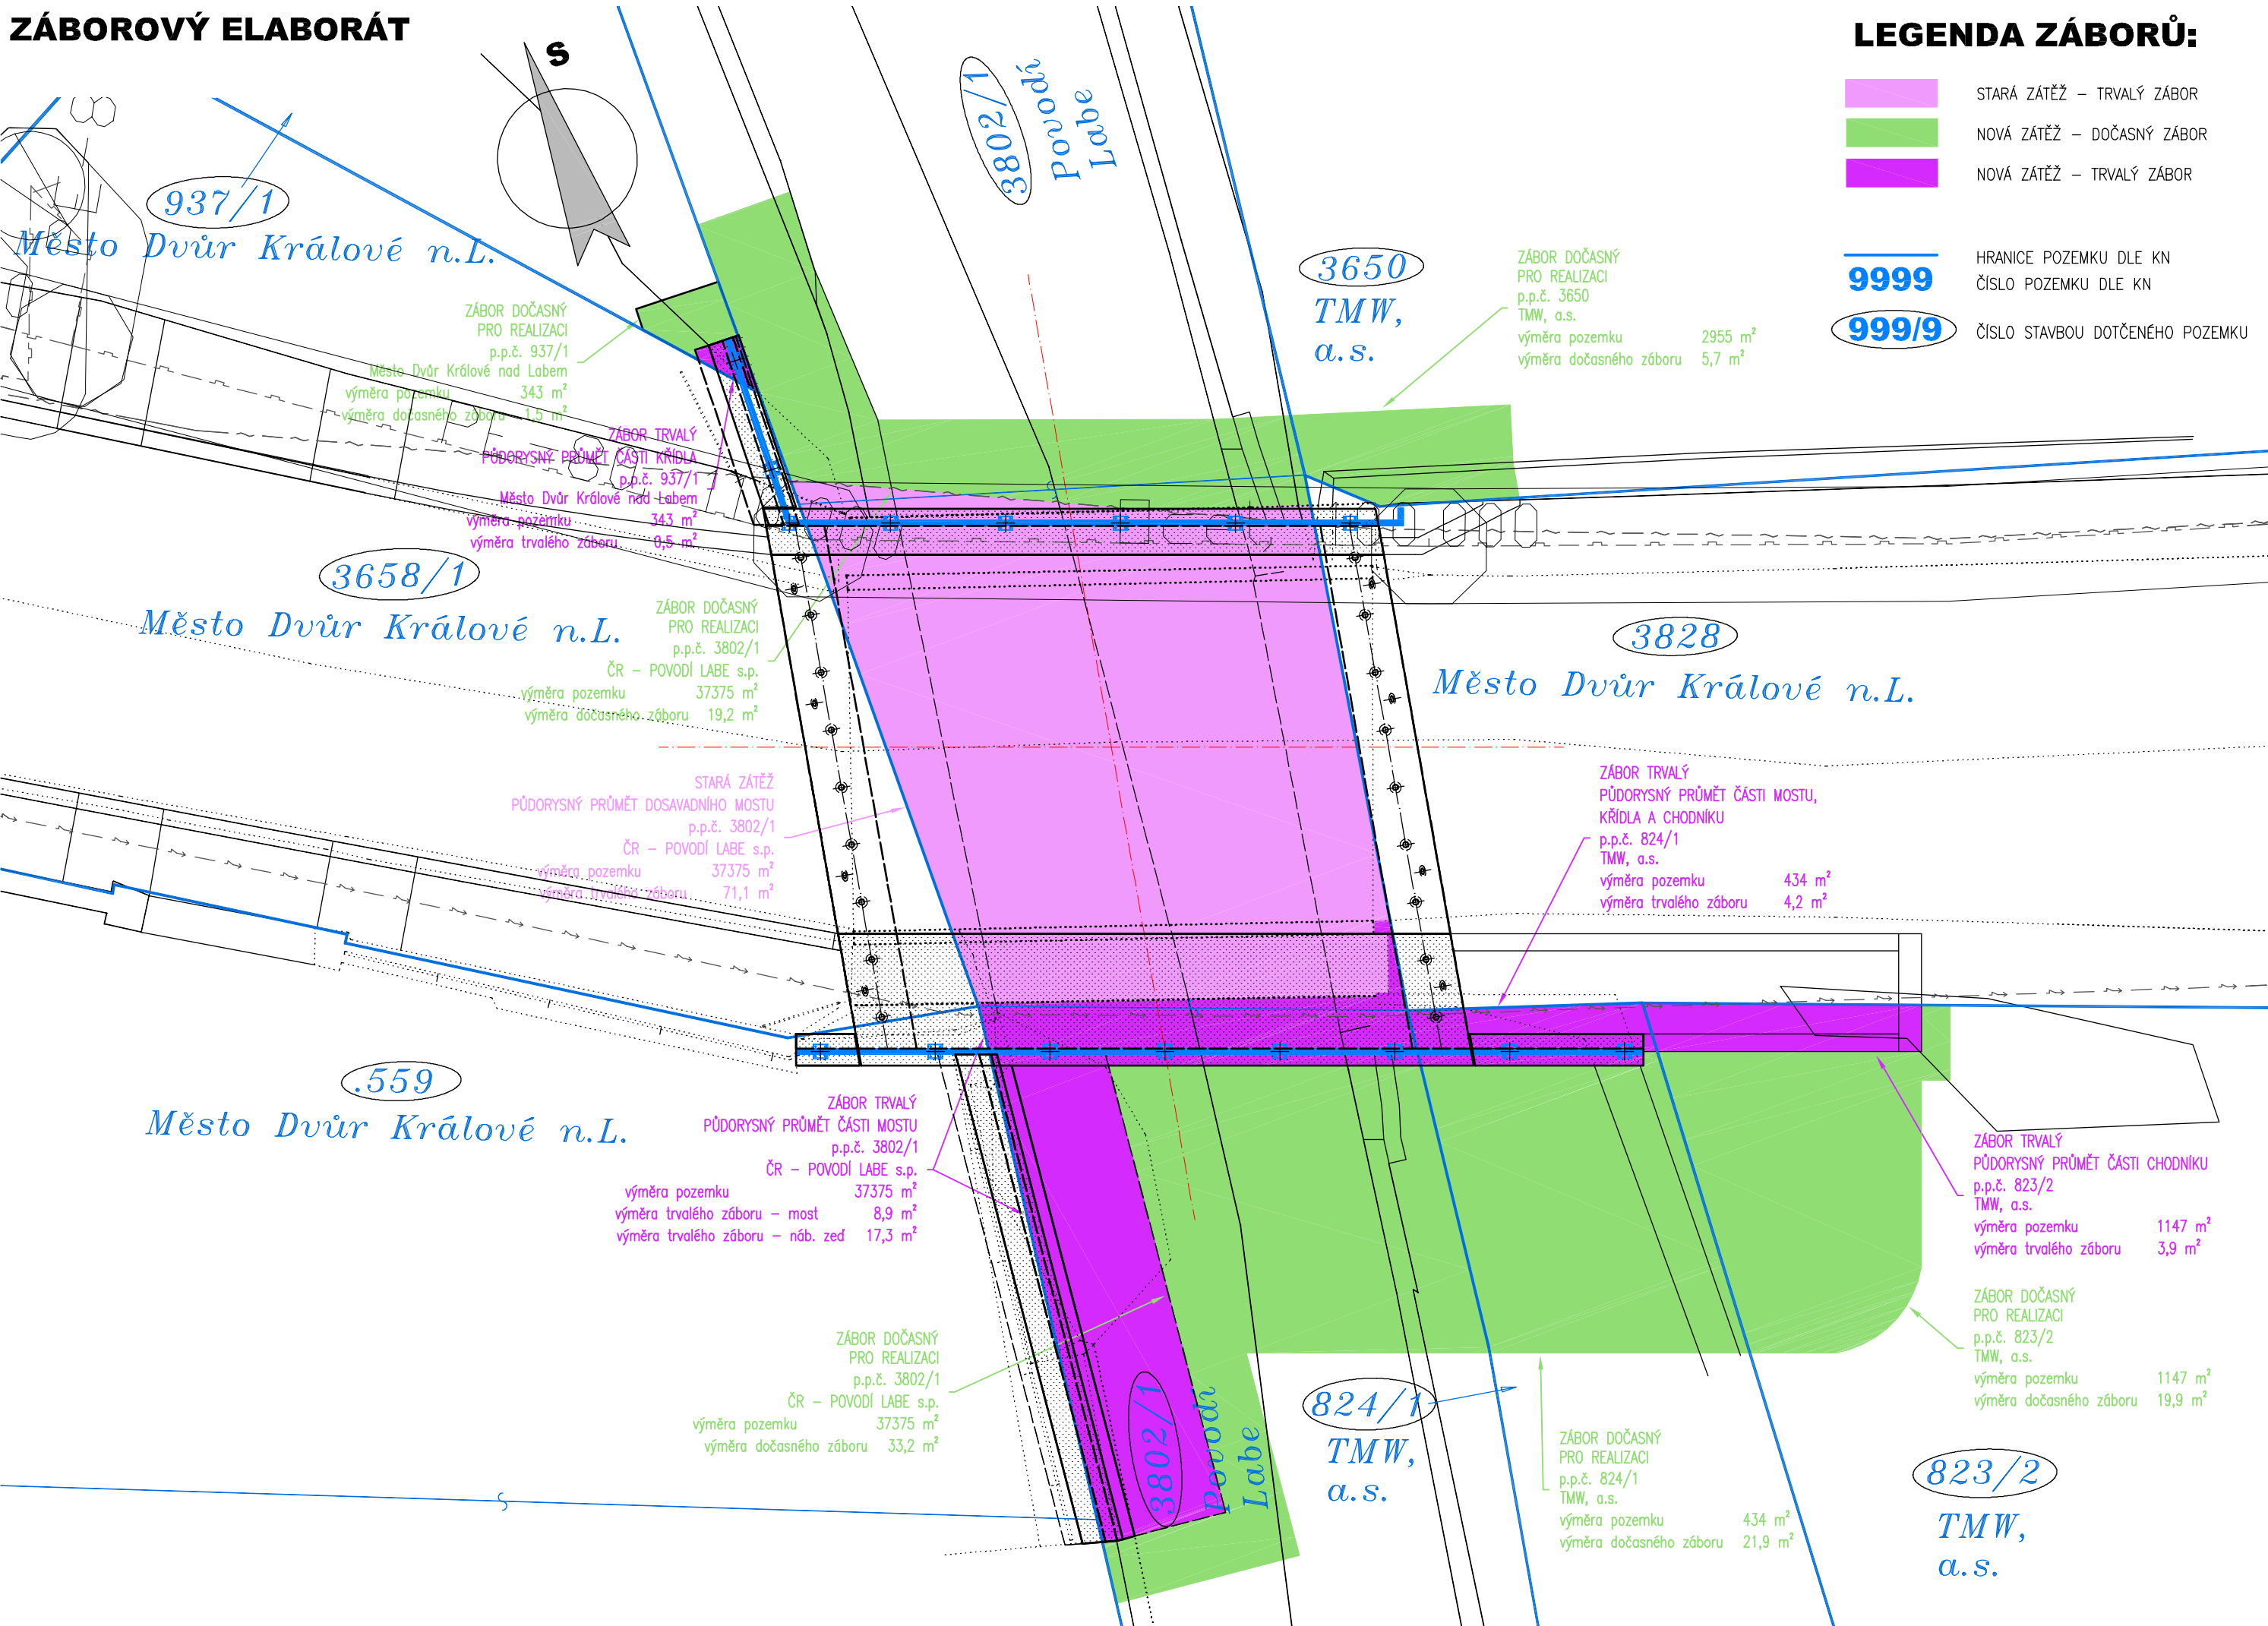 ZÁBOROVÝ ELABORÁT
S
LEGENDA ZÁBORŮ:
STARÁ ZÁTĚŽ – TRVALÝ ZÁBOR
NOVÁ ZÁTĚŽ – DOČASNÝ ZÁBOR
NOVÁ ZÁTĚŽ – TRVALÝ ZÁBOR
HRANICE POZEMKU DLE KN
9999 ČÍSLO POZEMKU DLE KN
999/9 ČÍSLO STAVBOU DOTČENÉHO POZEMKU
3802/1
Povodí
Labe
937/1
Město Dvůr Králové n.L.
3650
TMW,
a.s.
ZÁBOR DOČASNÝ
PRO REALIZACI
p.p.č. 3650
TMW, a.s.
výměra pozemku 2955 m²
výměra dočasného záboru 5,7 m²
ZÁBOR DOČASNÝ
PRO REALIZACI
p.p.č. 937/1
Město Dvůr Králové nad Labem
výměra pozemku 343 m²
výměra dočasného záboru 1,5 m²
ZÁBOR TRVALÝ
PŮDORYSNÝ PRŮMĚT ČÁSTI KŘÍDLA
p.p.č. 937/1
Město Dvůr Králové nad Labem
výměra pozemku 343 m²
výměra trvalého záboru 0,5 m²
3658/1
Město Dvůr Králové n.L.
ZÁBOR DOČASNÝ
PRO REALIZACI
p.p.č. 3802/1
ČR – POVODÍ LABE s.p.
výměra pozemku 37375 m²
výměra dočasného záboru 19,2 m²
3828
Město Dvůr Králové n.L.
STARÁ ZÁTĚŽ
PŮDORYSNÝ PRŮMĚT DOSAVADNÍHO MOSTU
p.p.č. 3802/1
ČR – POVODÍ LABE s.p.
výměra pozemku 37375 m²
výměra trvalého záboru 71,1 m²
ZÁBOR TRVALÝ
PŮDORYSNÝ PRŮMĚT ČÁSTI MOSTU,
KŘÍDLA A CHODNÍKU
p.p.č. 824/1
TMW, a.s.
výměra pozemku 434 m²
výměra trvalého záboru 4,2 m²
.559
Město Dvůr Králové n.L.
ZÁBOR TRVALÝ
PŮDORYSNÝ PRŮMĚT ČÁSTI MOSTU
p.p.č. 3802/1
ČR – POVODÍ LABE s.p.
výměra pozemku 37375 m²
výměra trvalého záboru – most 8,9 m²
výměra trvalého záboru – náb. zeď 17,3 m²
ZÁBOR TRVALÝ
PŮDORYSNÝ PRŮMĚT ČÁSTI CHODNÍKU
p.p.č. 823/2
TMW, a.s.
výměra pozemku 1147 m²
výměra trvalého záboru 3,9 m²
ZÁBOR DOČASNÝ
PRO REALIZACI
p.p.č. 823/2
TMW, a.s.
výměra pozemku 1147 m²
výměra dočasného záboru 19,9 m²
ZÁBOR DOČASNÝ
PRO REALIZACI
p.p.č. 3802/1
ČR – POVODÍ LABE s.p.
výměra pozemku 37375 m²
výměra dočasného záboru 33,2 m²
3802/1
Povodí
Labe
824/1
TMW,
a.s.
ZÁBOR DOČASNÝ
PRO REALIZACI
p.p.č. 824/1
TMW, a.s.
výměra pozemku 434 m²
výměra dočasného záboru 21,9 m²
823/2
TMW,
a.s.